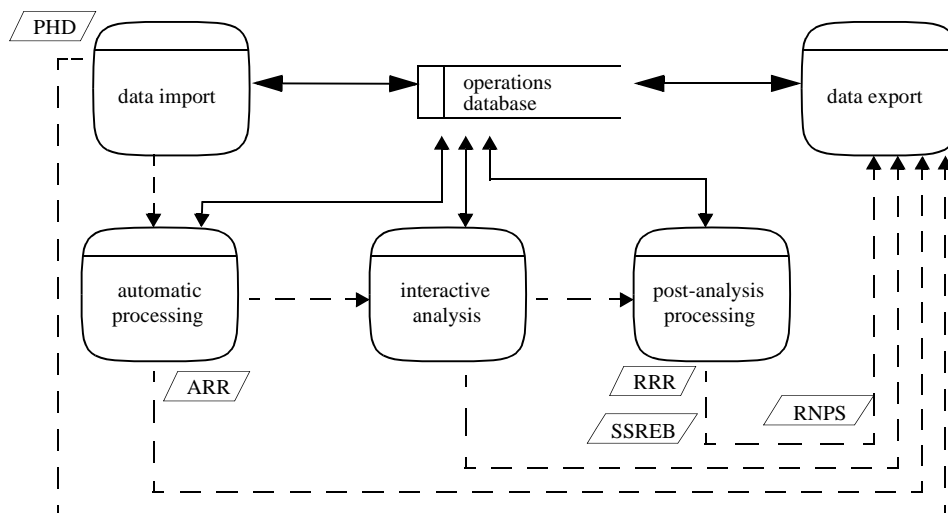 PHD
data import
operations
database
data export
automatic
processing
interactive
analysis
post-analysis
processing
ARR
RRR
SSREB
RNPS